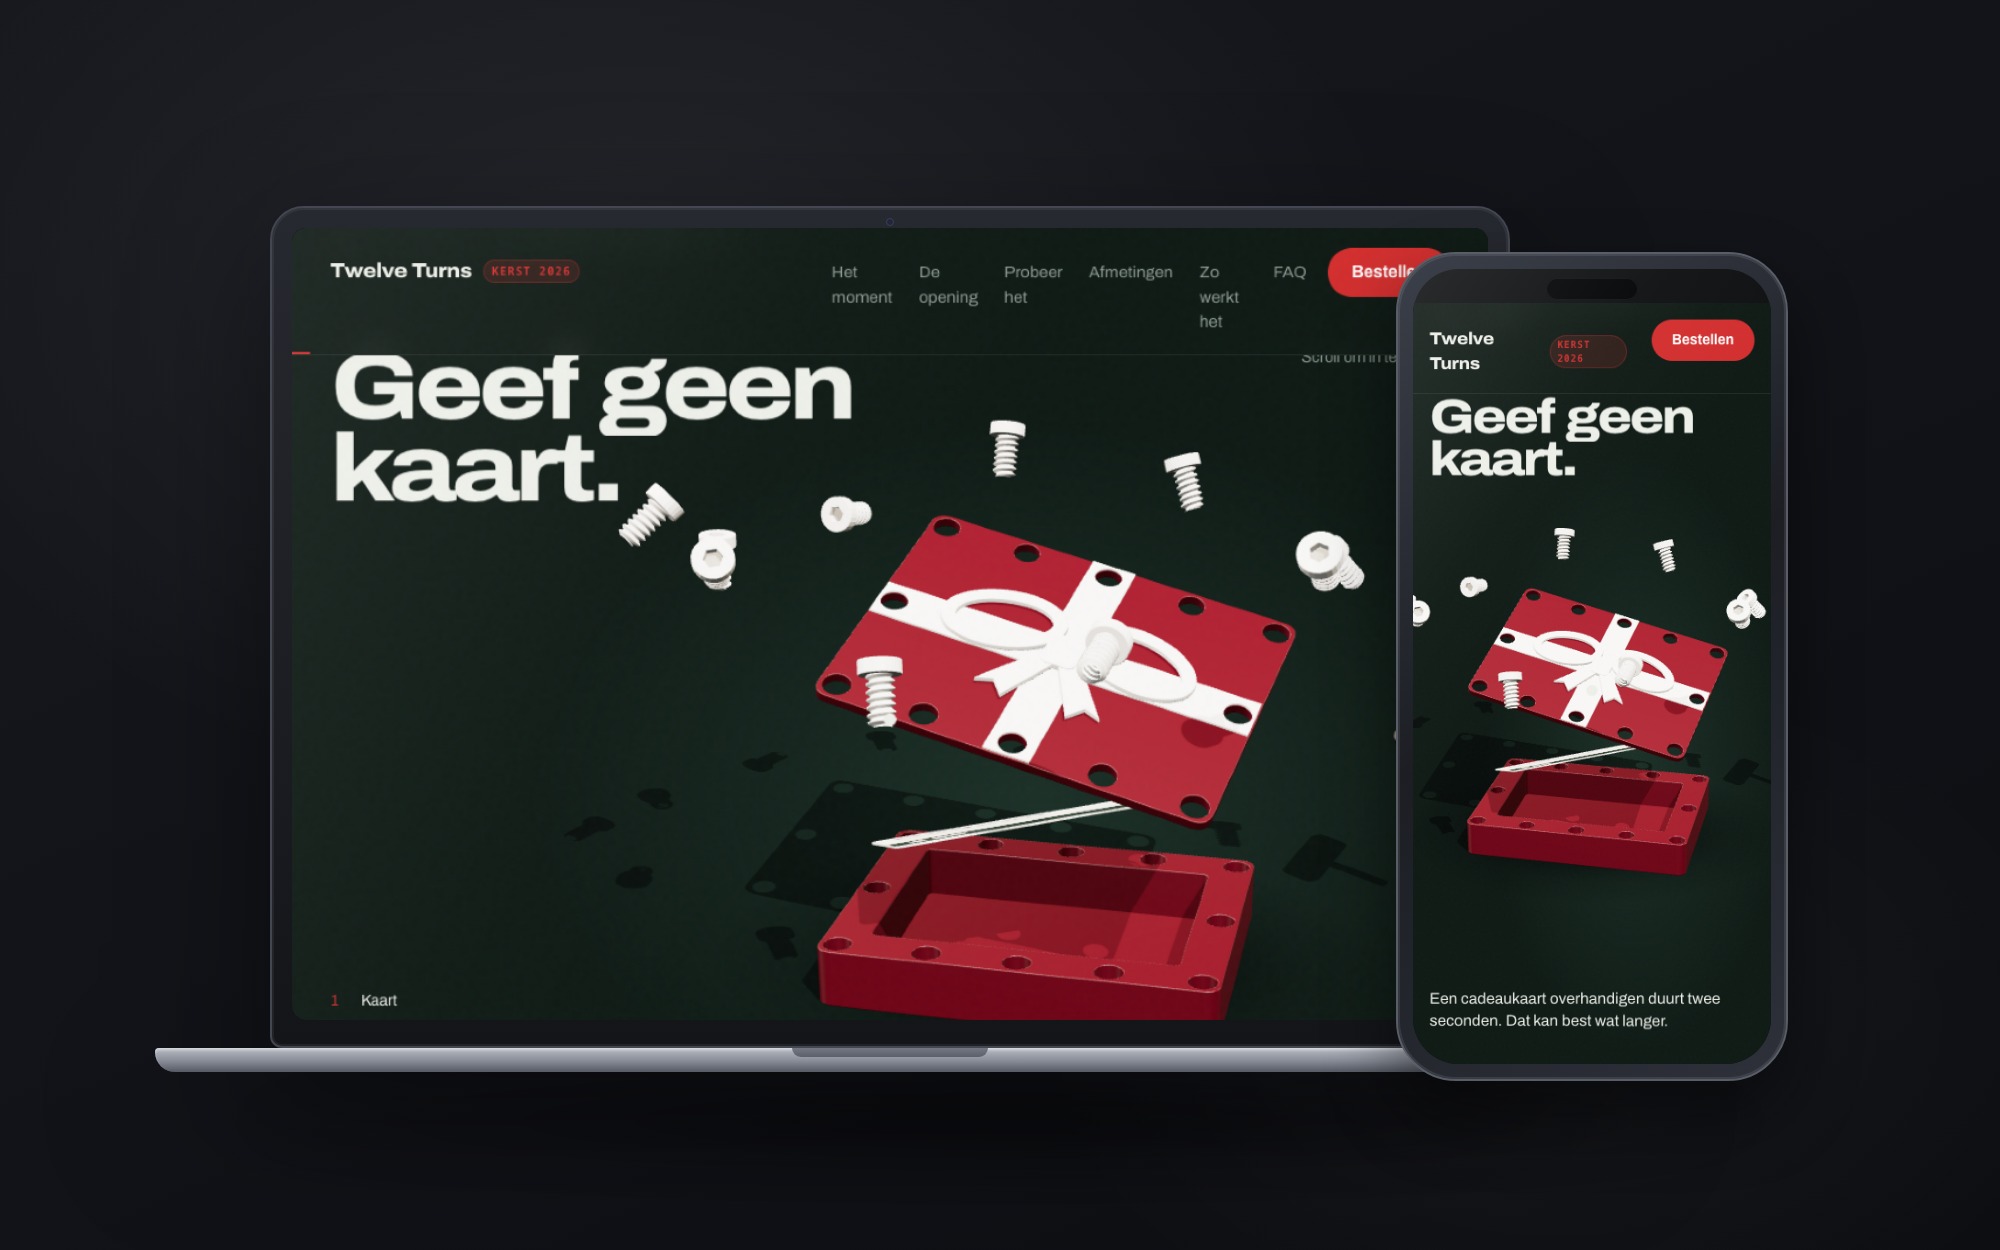 Twelve Turns KERST 2026
Het moment
De opening
Probeer het
Afmetingen
Zo werkt het
FAQ
Geef geen
kaart.
1 Kaart
Twelve
Turns
KERST
2026
Bestellen
Geef geen
kaart.
Een cadeaukaart overhandigen duurt twee
seconden. Dat kan best wat langer.